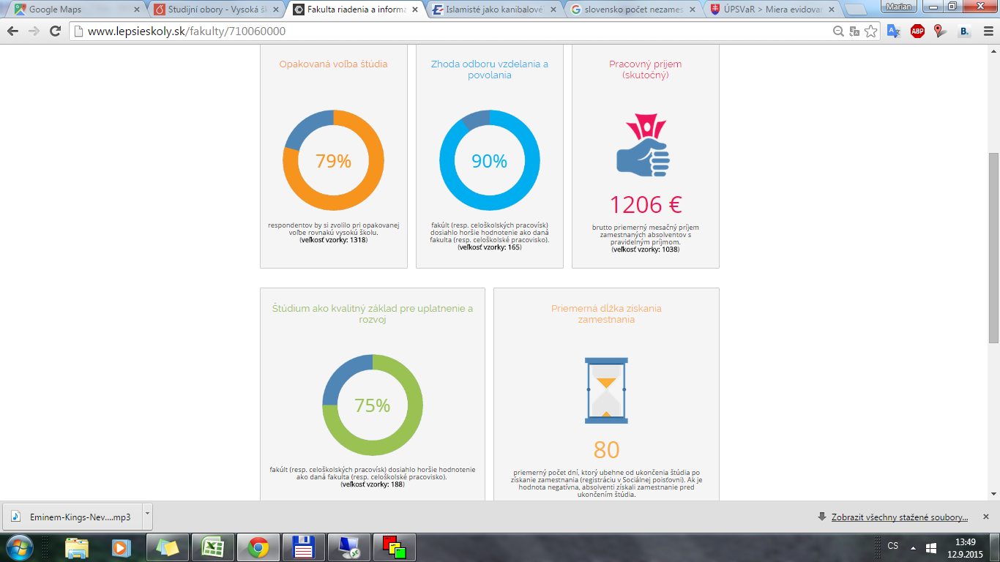 Google Maps
Studijní obory - Vysoká šk
Fakulta riadenia a informa
Islamisté jako kanibalové
slovensko počet nezames
ÚPSVaR > Miera evidovan
Marian
www.lepsieskoly.sk/fakulty/710060000
ABP
B.
Opakovaná voľba štúdia
79%
respondentov by si zvolilo pri opakovanej
voľbe rovnakú vysokú školu.
(veľkosť vzorky: 1318)
Zhoda odboru vzdelania a
povolania
90%
fakúlt (resp. celoškolských pracovísk)
dosiahlo horšie hodnotenie ako daná
fakulta (resp. celoškolské pracovisko).
(veľkosť vzorky: 165)
Pracovný príjem
(skutočný)
1206 €
brutto priemerný mesačný príjem
zamestnaných absolventov s
pravidelným príjmom.
(veľkosť vzorky: 1038)
Štúdium ako kvalitný základ pre uplatnenie a
rozvoj
75%
fakúlt (resp. celoškolských pracovísk) dosiahlo horšie hodnotenie
ako daná fakulta (resp. celoškolské pracovisko).
(veľkosť vzorky: 188)
Priemerná dĺžka získania
zamestnania
80
priemerný počet dní, ktorý ubehne od ukončenia štúdia po
získanie zamestnania (registráciu v Sociálnej poisťovni). Ak je
hodnota negatívna, absolventi získali zamestnanie pred
ukončením štúdia.
Eminem-Kings-Nev....mp3
Zobrazit všechny stažené soubory...
CS
13:49
12.9.2015